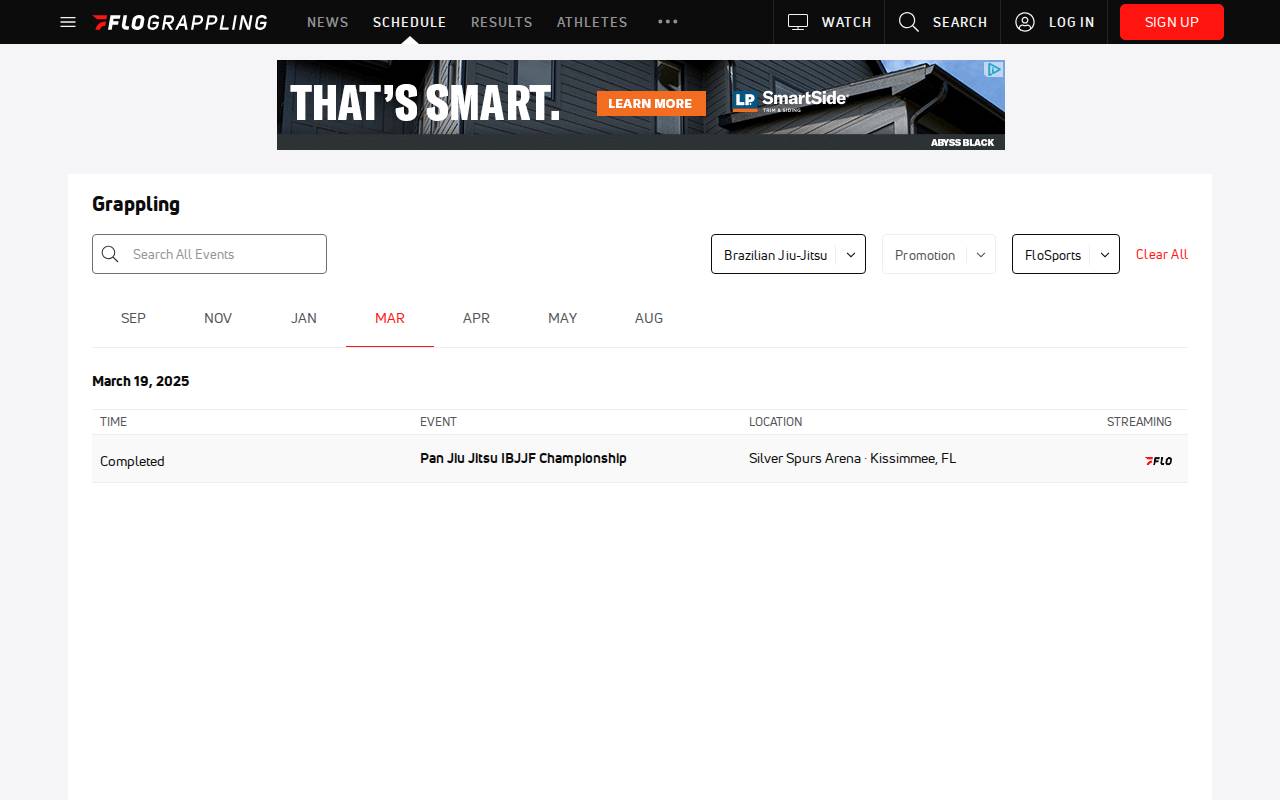 FLOGRAPPLING NEWS SCHEDULE RESULTS ATHLETES ••• WATCH SEARCH LOG IN SIGN UP
THAT'S SMART. LEARN MORE LP SmartSide
TRIM & SIDING
ABYSS BLACK
Grappling
Search All Events Brazilian Jiu-Jitsu Promotion FloSports Clear All
SEP NOV JAN MAR APR MAY AUG
March 19, 2025
TIME EVENT LOCATION STREAMING
Completed Pan Jiu Jitsu IBJJF Championship Silver Spurs Arena · Kissimmee, FL FLO